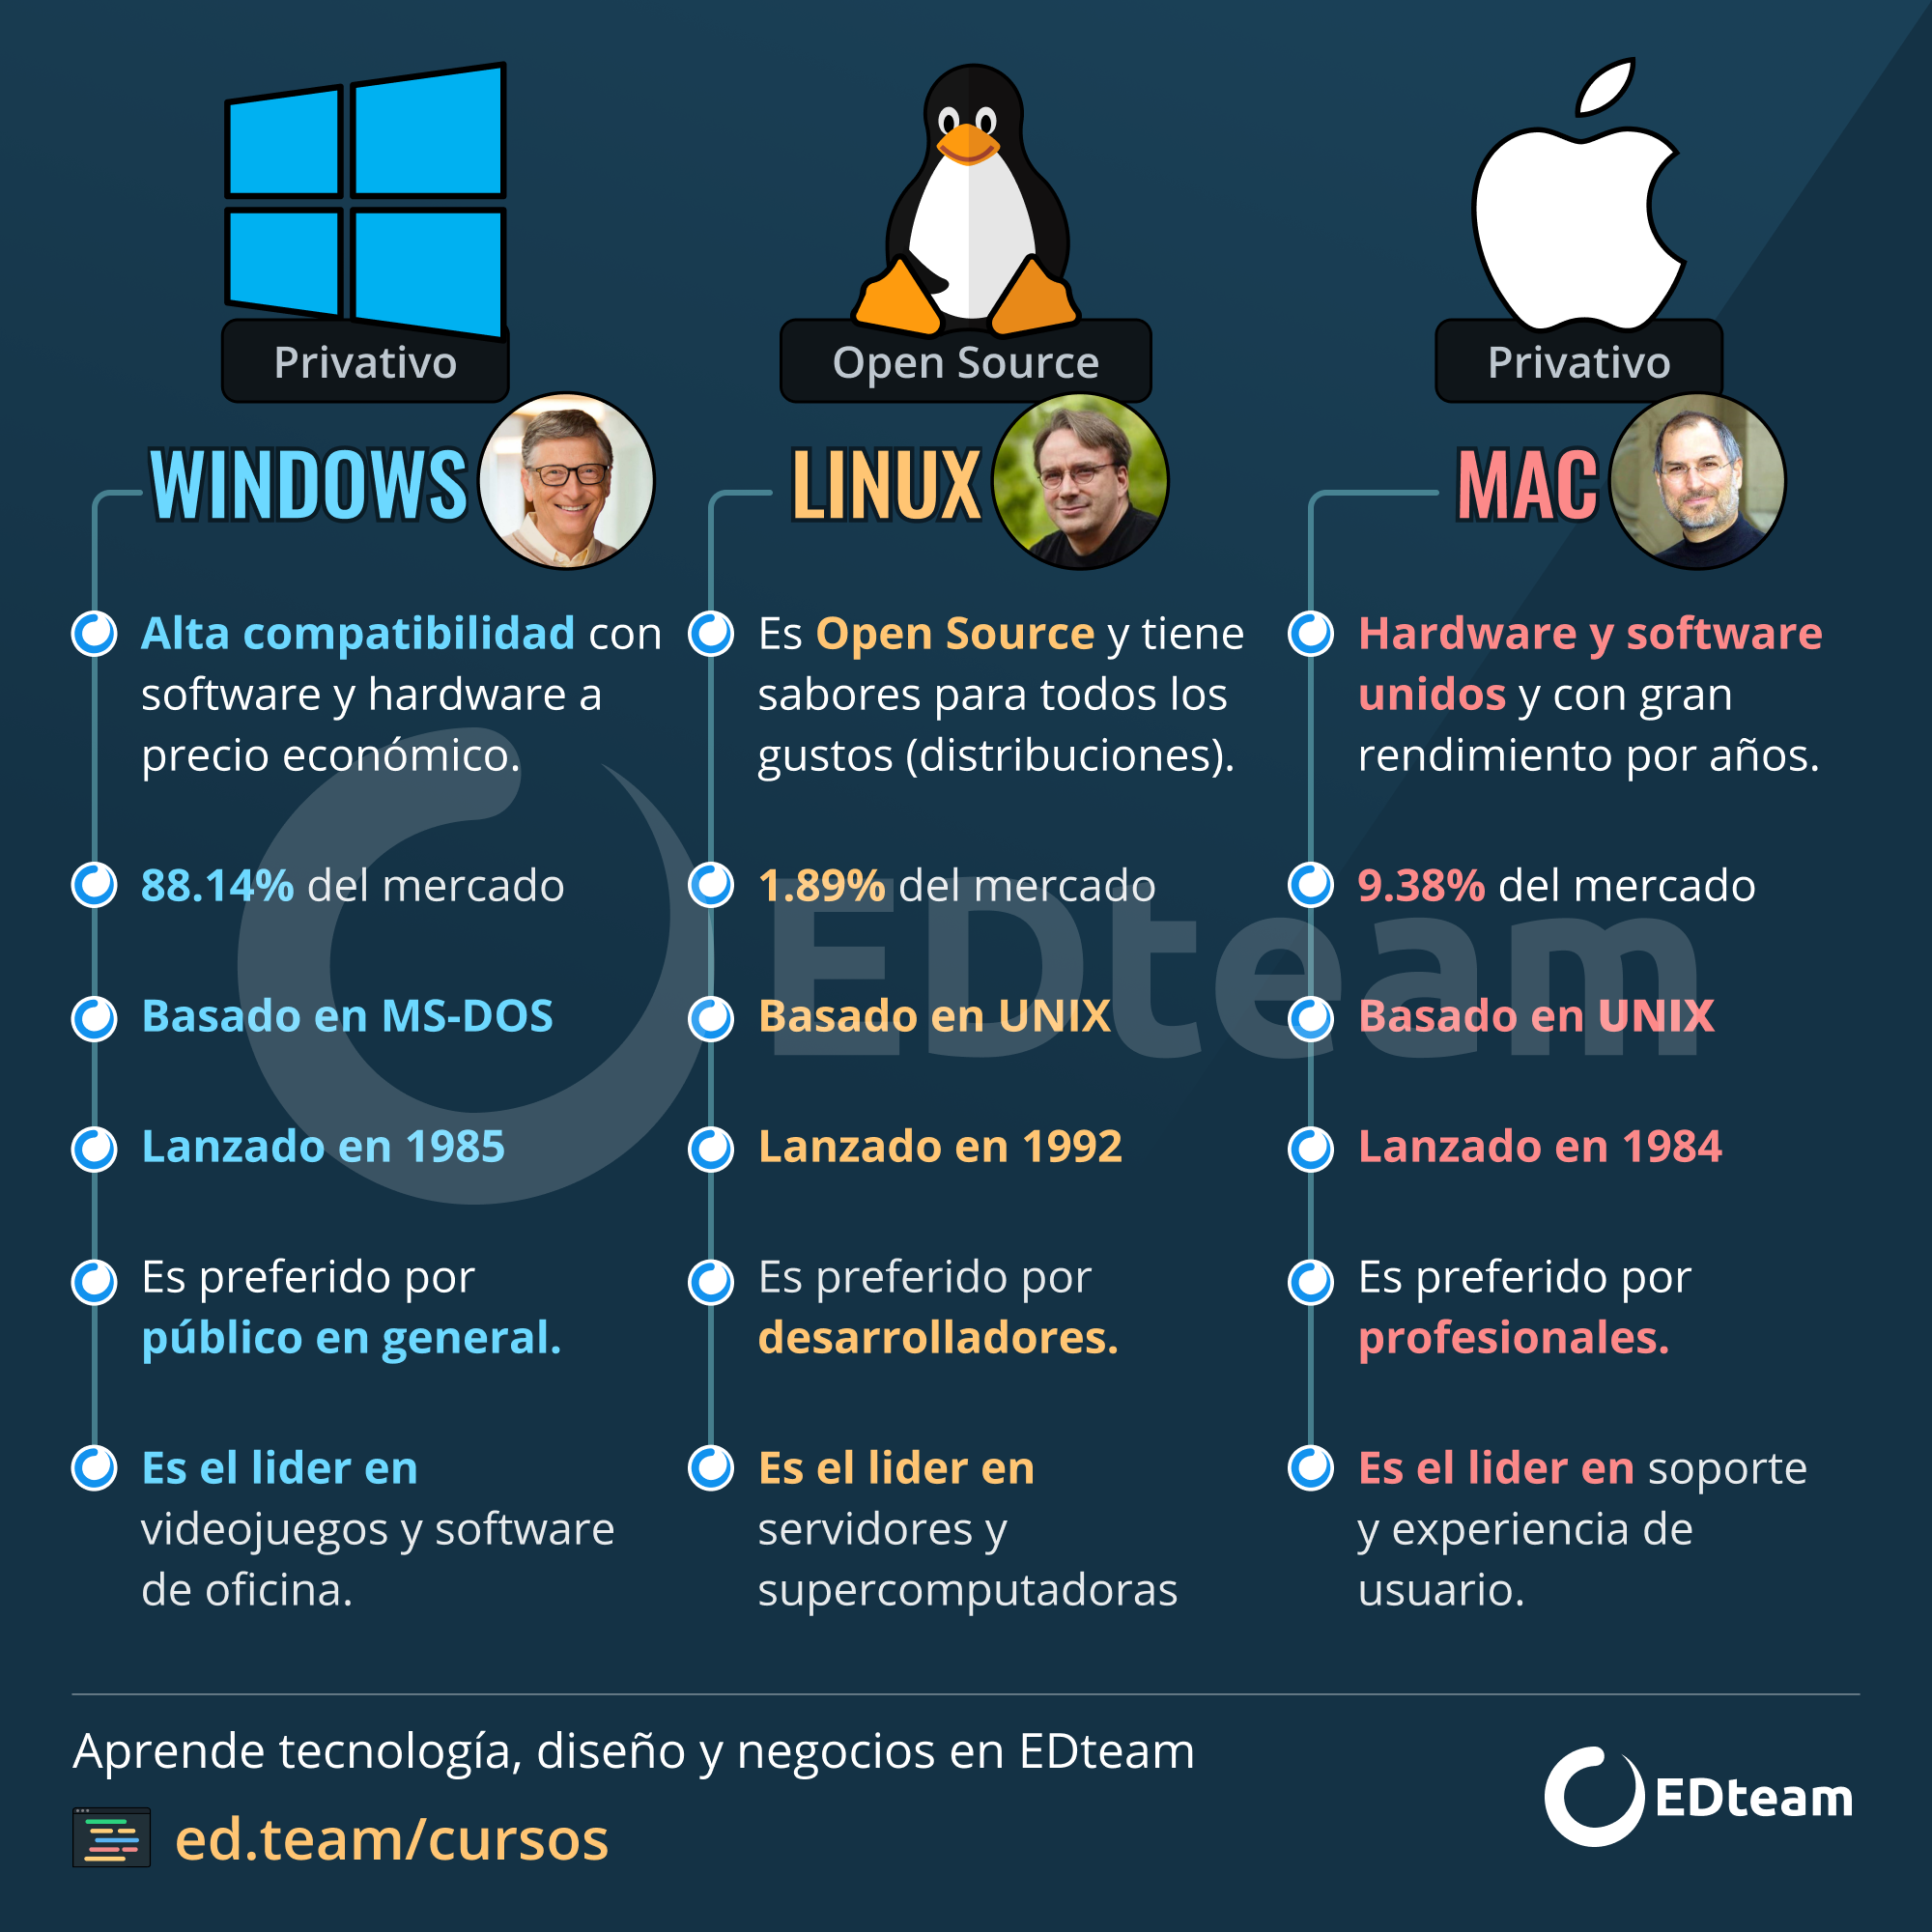 Privativo
WINDOWS
Alta compatibilidad con
software y hardware a
precio económico.
88.14% del mercado
Basado en MS-DOS
Lanzado en 1985
Es preferido por
público en general.
Es el lider en
videojuegos y software
de oficina.
Open Source
LINUX
Es Open Source y tiene
sabores para todos los
gustos (distribuciones).
1.89% del mercado
Basado en UNIX
Lanzado en 1992
Es preferido por
desarrolladores.
Es el lider en
servidores y
supercomputadoras
Privativo
MAC
Hardware y software
unidos y con gran
rendimiento por años.
9.38% del mercado
Basado en UNIX
Lanzado en 1984
Es preferido por
profesionales.
Es el lider en soporte
y experiencia de
usuario.
EDteam
Aprende tecnología, diseño y negocios en EDteam
ed.team/cursos
EDteam